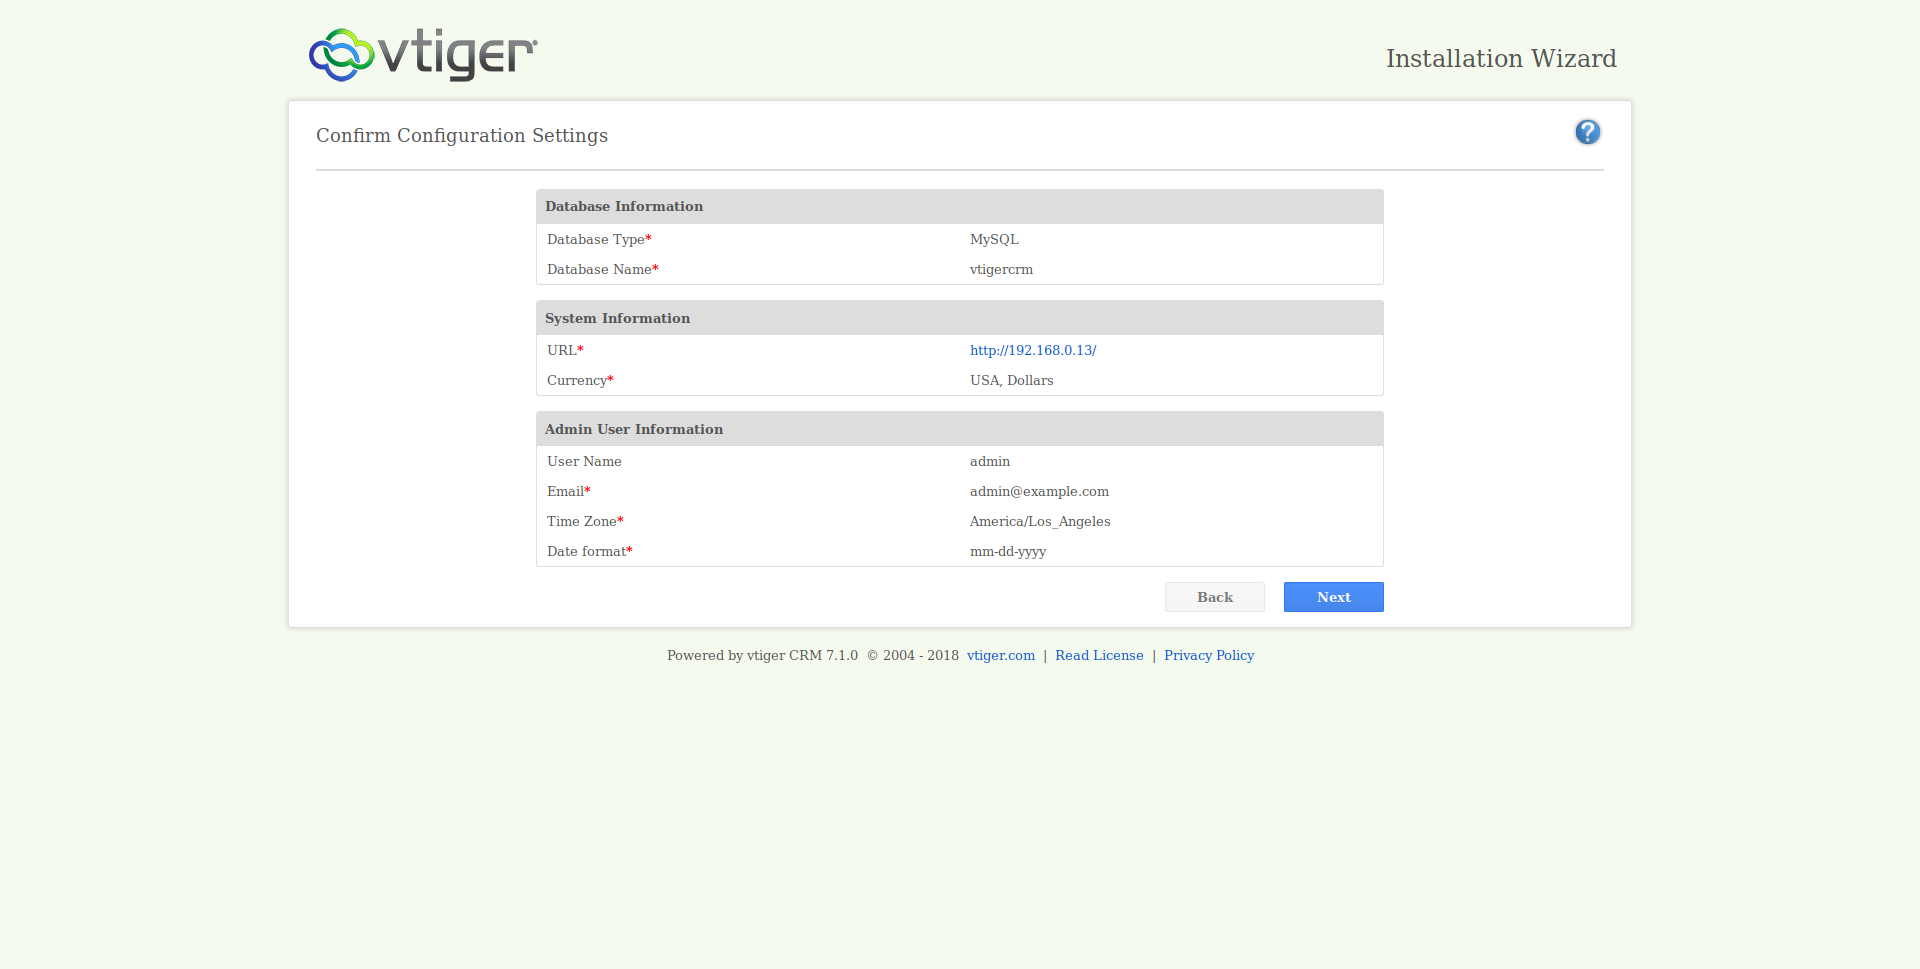 vtiger
Installation Wizard
Confirm Configuration Settings
Database Information
Database Type* MySQL
Database Name* vtigercrm
System Information
URL* http://192.168.0.13/
Currency* USA, Dollars
Admin User Information
User Name admin
Email* admin@example.com
Time Zone* America/Los_Angeles
Date format* mm-dd-yyyy
Back Next
Powered by vtiger CRM 7.1.0 © 2004 - 2018 vtiger.com | Read License | Privacy Policy